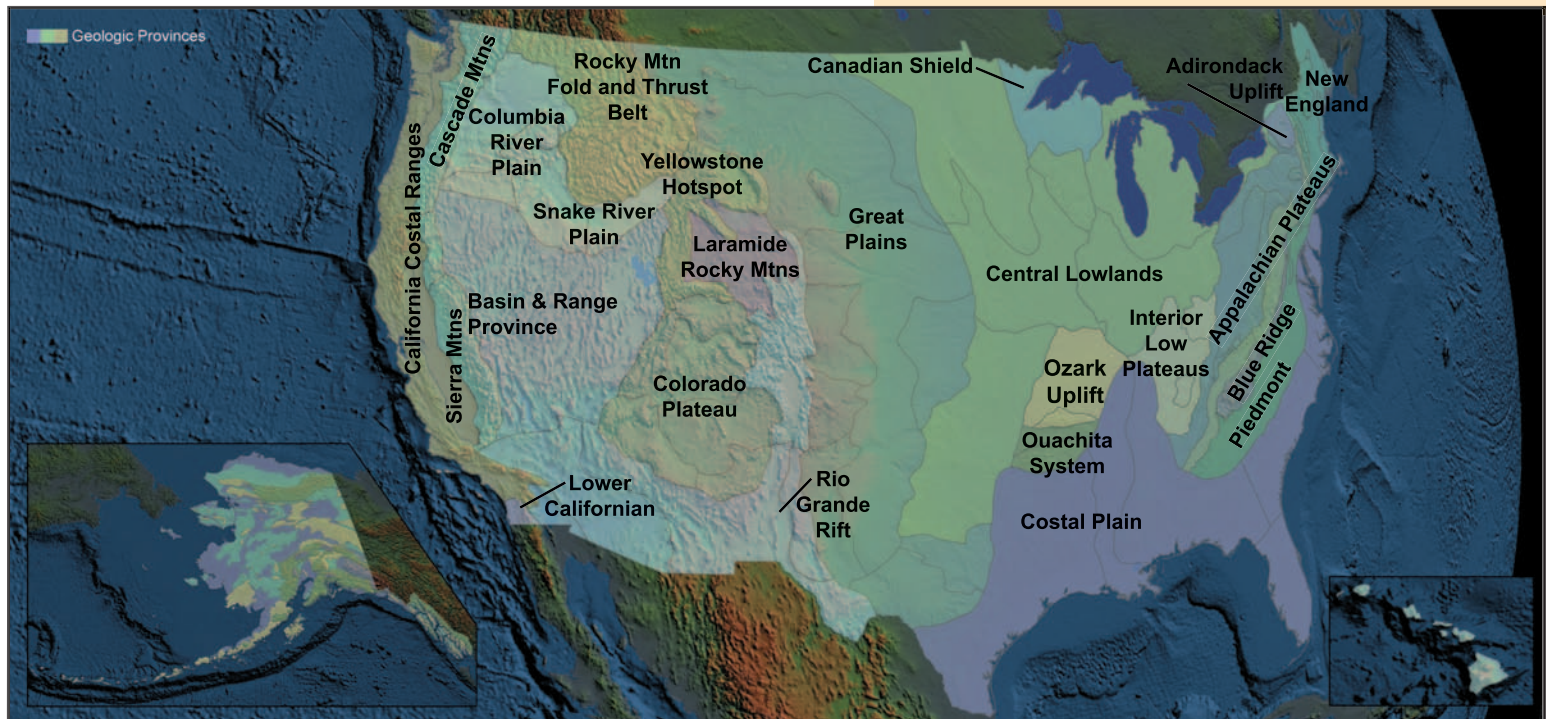 Geologic Provinces
Cascade Mtns
Rocky Mtn
Fold and Thrust
Belt
Canadian Shield
Adirondack
Uplift
New
England
Columbia
River
Plain
California Costal Ranges
Yellowstone
Hotspot
Snake River
Plain
Great
Plains
Laramide
Rocky Mtns
Central Lowlands
Appalachian Plateaus
Basin & Range
Province
Sierra Mtns
Interior
Low
Plateaus
Blue Ridge
Piedmont
Colorado
Plateau
Ozark
Uplift
Ouachita
System
Lower
Californian
Rio
Grande
Rift
Costal Plain